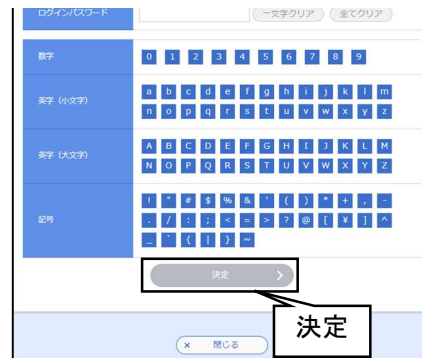 ログインパスワード 一文字クリア 全てクリア
数字 0 1 2 3 4 5 6 7 8 9
英字（小文字） a b c d e f g h i j k l m
n o p q r s t u v w x y z
英字（大文字） A B C D E F G H I J K L M
N O P Q R S T U V W X Y Z
記号 ! " # $ % & ' ( ) * + , -
. / : ; < = > ? @ [ ¥ ] ^
_ ` { | } ~
決定 >
決定
× 閉じる